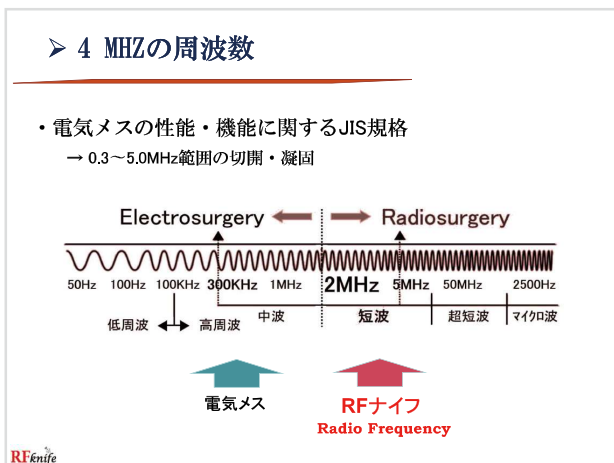 ➢ 4 MHZの周波数
・電気メスの性能・機能に関するJIS規格
→ 0.3～5.0MHz範囲の切開・凝固
Electrosurgery Radiosurgery
50Hz 100Hz 100KHz 300KHz 1MHz 2MHz 5MHz 50MHz 2500Hz
低周波 高周波 中波 短波 超短波 マイクロ波
電気メス RFナイフ
Radio Frequency
RFknife